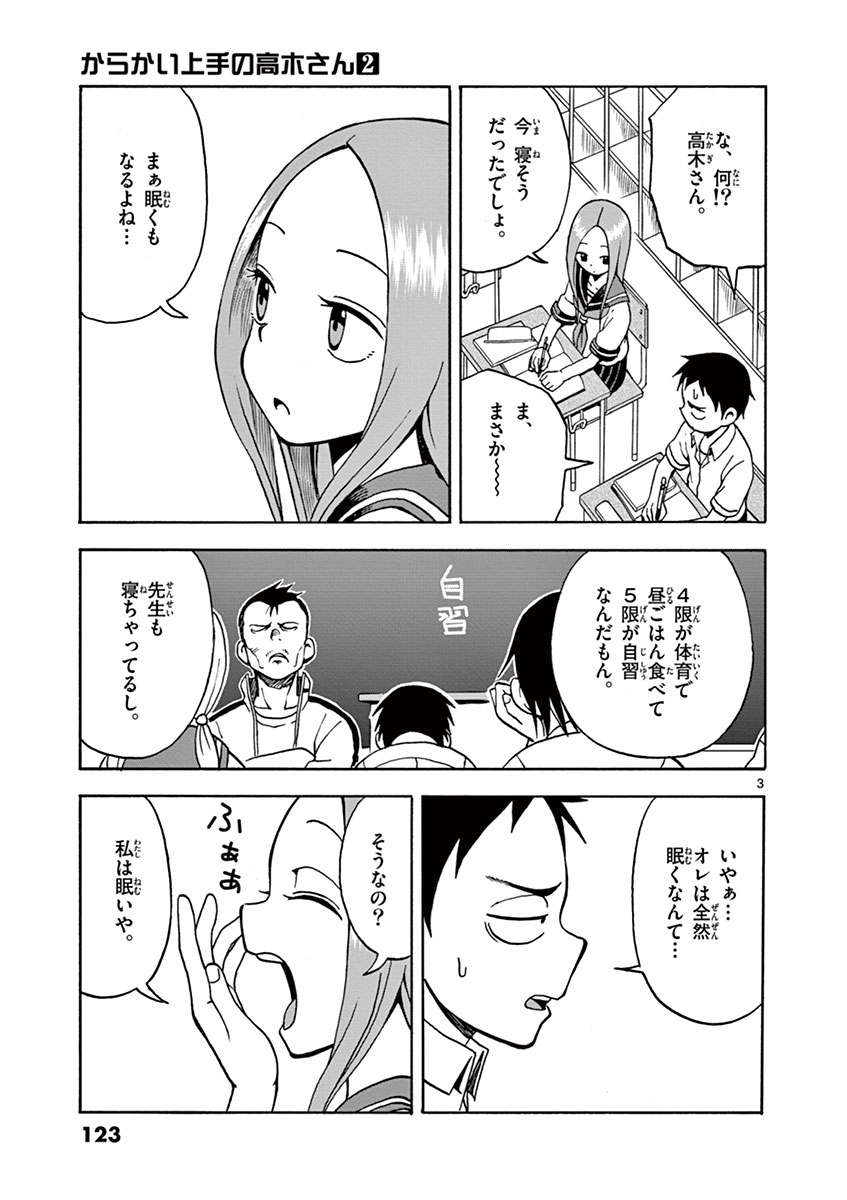 からかい上手の高木さん2
な、何!?
高木さん。
今 寝そう
だったでしょ。
ま、
まさか〜〜
まぁ眠くも
なるよね…
4限が体育で
昼ごはん食べて
5限が自習
なんだもん。
自習
先生も
寝ちゃってるし。
3
いやぁ…
オレは全然
眠くなんて…
そうなの？
ふぁぁ
私は眠いや。
123